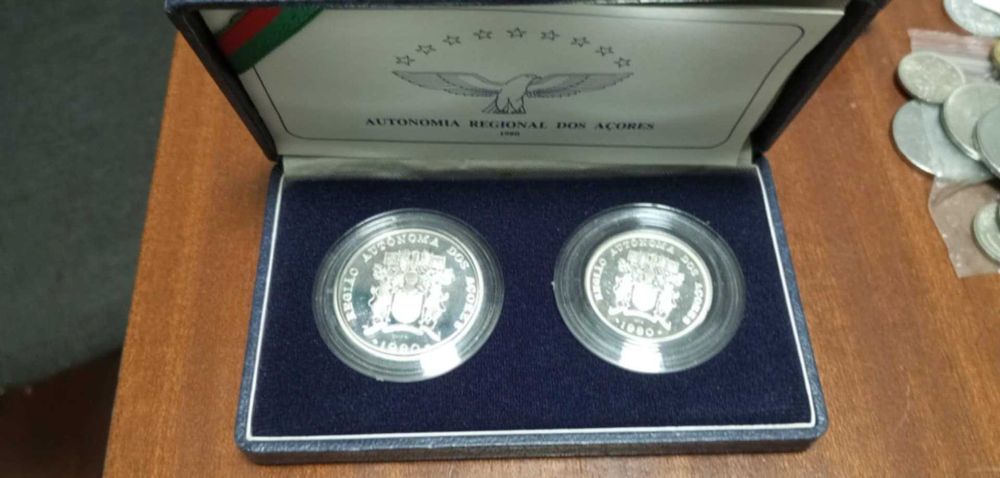 AUTONOMIA REGIONAL DOS AÇORES
1980
REGIÃO AUTÓNOMA DOS AÇORES
·1980·
REGIÃO AUTÓNOMA DOS AÇORES
·1980·